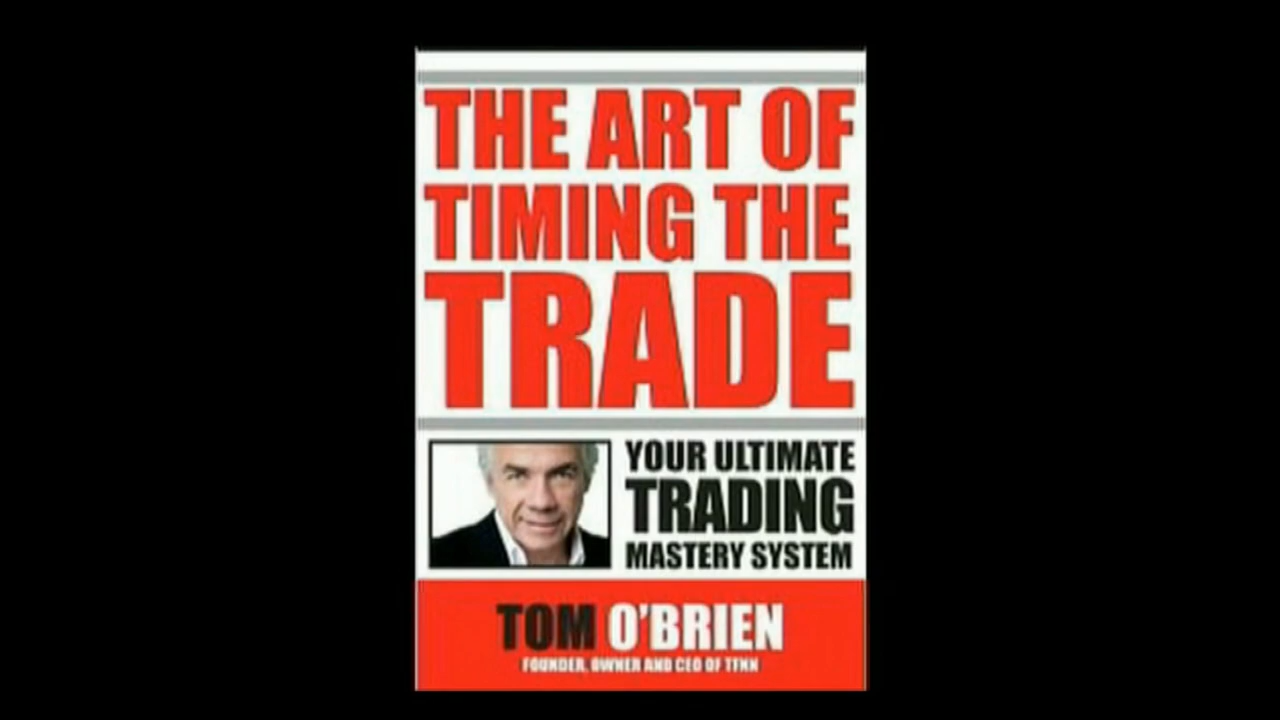 THE ART OF
TIMING THE
TRADE
YOUR ULTIMATE
TRADING
MASTERY SYSTEM
TOM O'BRIEN
FOUNDER, OWNER AND CEO OF TFNN